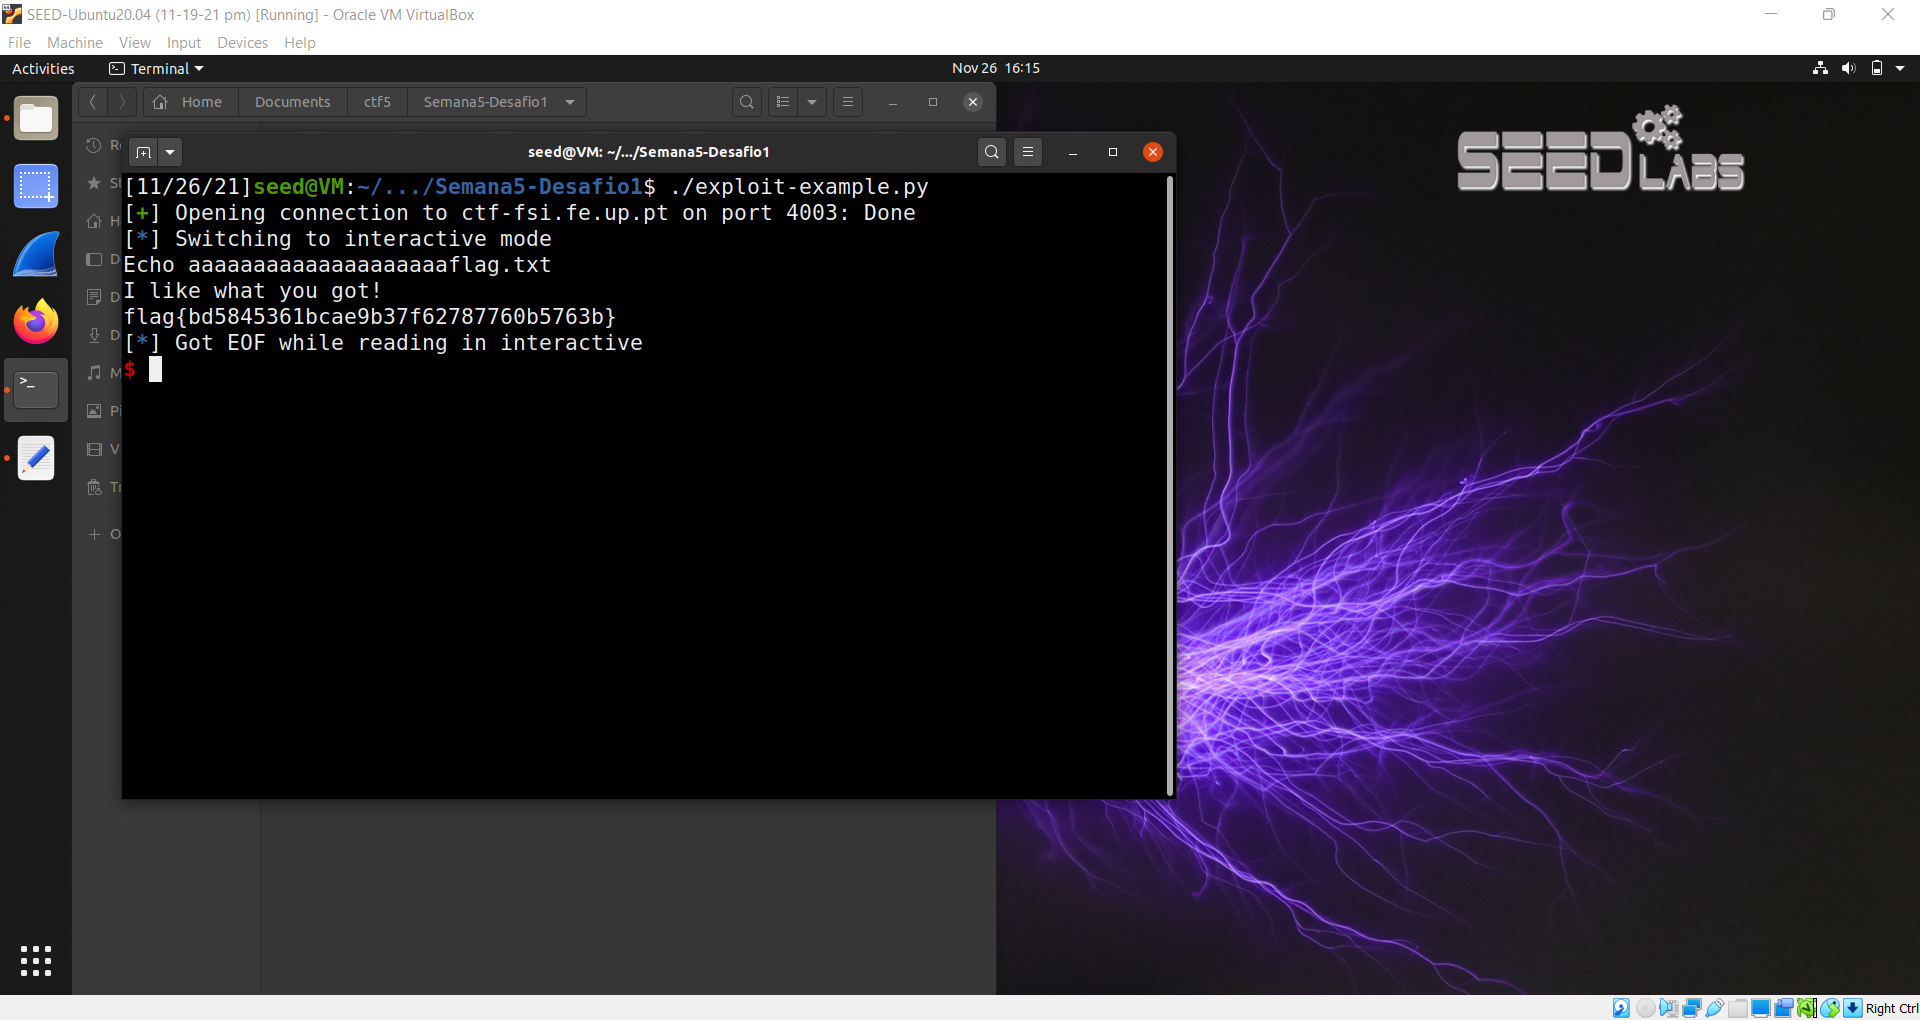 SEED-Ubuntu20.04 (11-19-21 pm) [Running] - Oracle VM VirtualBox
File Machine View Input Devices Help
Activities Terminal Nov 26 16:15
Home Documents ctf5 Semana5-Desafio1
seed@VM: ~/.../Semana5-Desafio1
[11/26/21]seed@VM:~/.../Semana5-Desafio1$ ./exploit-example.py
[+] Opening connection to ctf-fsi.fe.up.pt on port 4003: Done
[*] Switching to interactive mode
Echo aaaaaaaaaaaaaaaaaaaaflag.txt
I like what you got!
flag{bd5845361bcae9b37f62787760b5763b}
[*] Got EOF while reading in interactive
$
SEED LABS
Right Ctrl